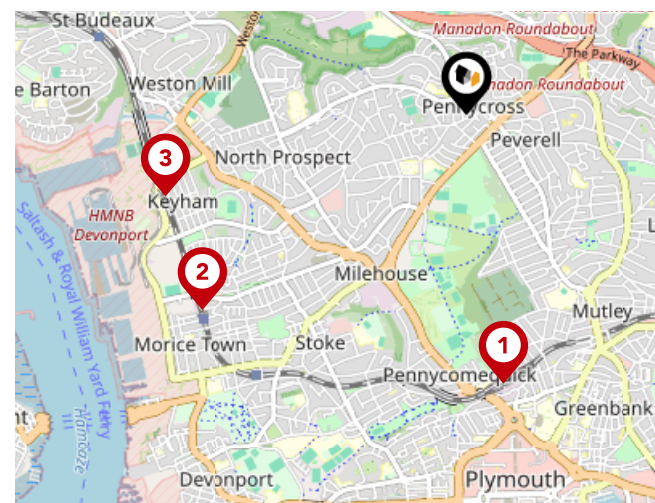 St Budeaux
Manadon Roundabout
The Parkway
Weston Mill
e Barton
nadon Roundabout
Pennycross
Peverell
3
North Prospect
Keyham
HMNB
Devonport
Saltash & Royal William Yard Ferry
2
Milehouse
Mutley
Morice Town
Stoke
1
Pennycomequick
Greenbank
Hamoaze
Devonport
Plymouth